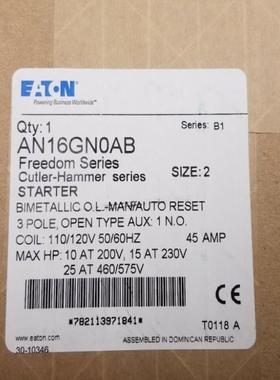 EATON
Powering Business Worldwide
Qty: 1
Series: B1
AN16GN0AB
Freedom Series
Cutler-Hammer series
SIZE: 2
STARTER
BIMETALLIC O.L.-MAN/AUTO RESET
3 POLE, OPEN TYPE AUX: 1 N.O.
COIL: 110/120V 50/60HZ 45 AMP
MAX HP: 10 AT 200V, 15 AT 230V
25 AT 460/575V
*782113971841*
T0118 A
www.eaton.com
30-10346
ASSEMBLED IN DOMINICAN REPUBLIC